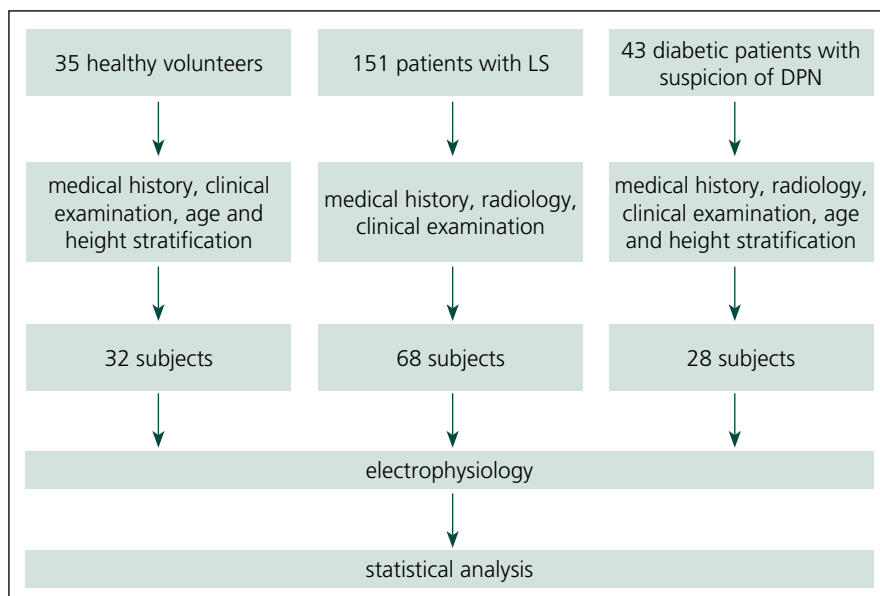 35 healthy volunteers
151 patients with LS
43 diabetic patients with
suspicion of DPN
medical history, clinical
examination, age and
height stratification
medical history, radiology,
clinical examination
medical history, radiology,
clinical examination, age
and height stratification
32 subjects
68 subjects
28 subjects
electrophysiology
statistical analysis